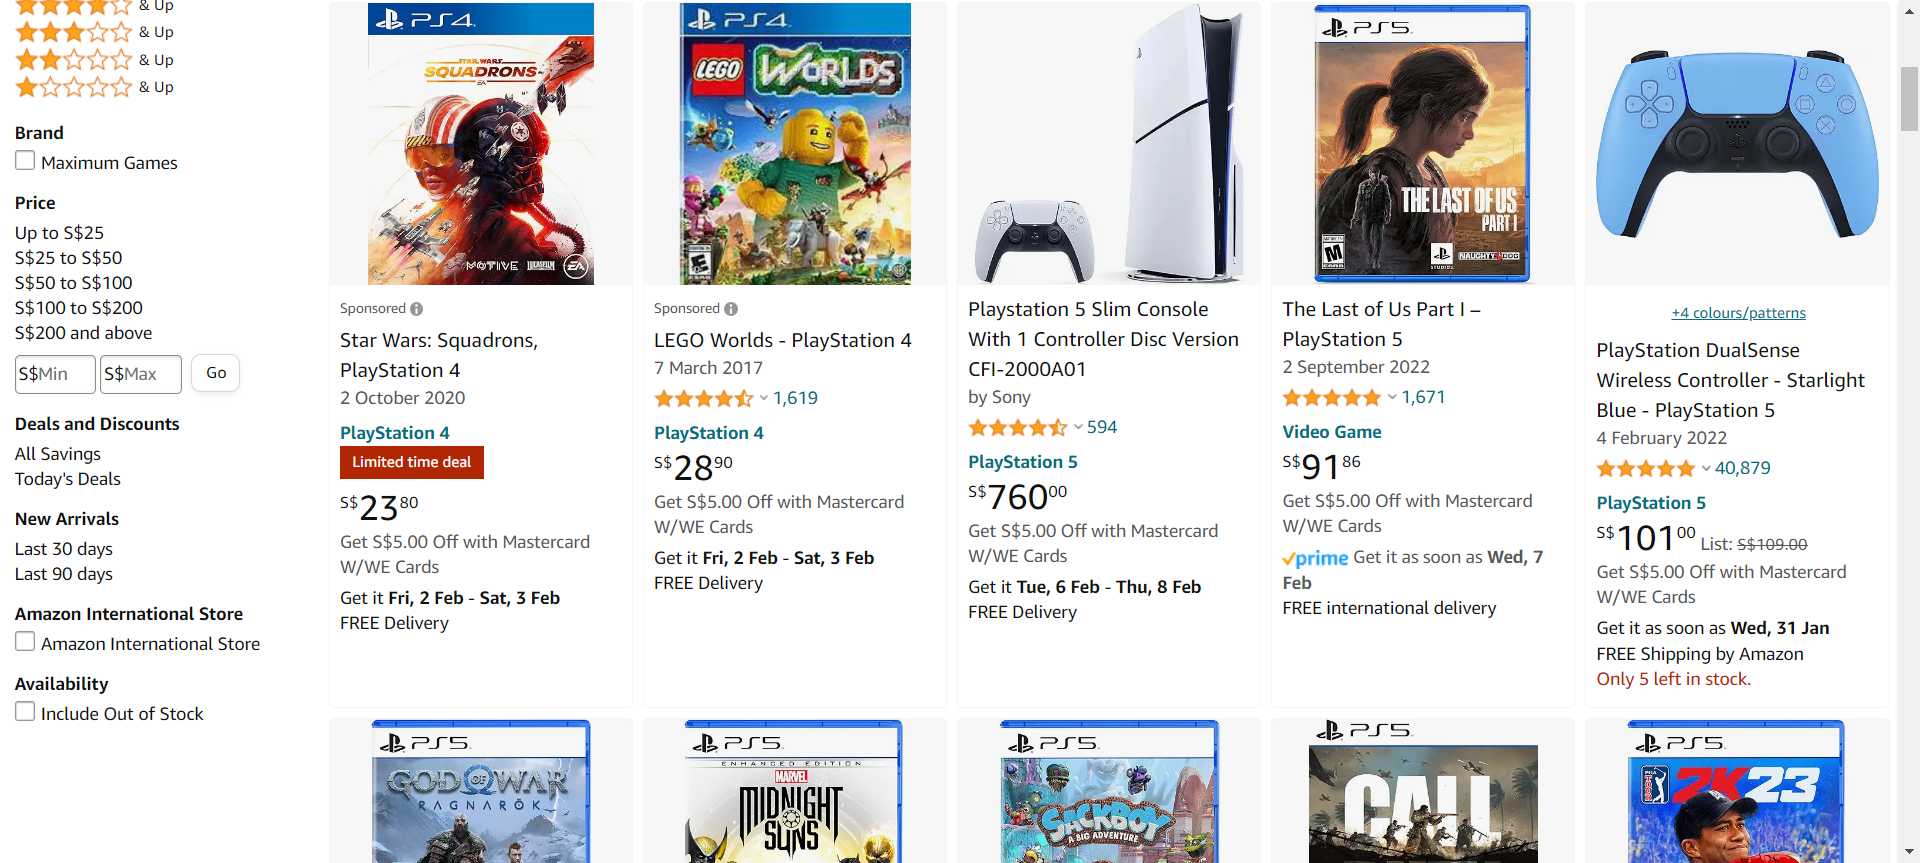 & Up
& Up
& Up
& Up
Brand
Maximum Games
Price
Up to S$25
S$25 to S$50
S$50 to S$100
S$100 to S$200
S$200 and above
S$Min S$Max Go
Deals and Discounts
All Savings
Today's Deals
New Arrivals
Last 30 days
Last 90 days
Amazon International Store
Amazon International Store
Availability
Include Out of Stock
PS4
STAR WARS
SQUADRONS
EA
MOTIVE LUCASFILM EA
Sponsored
Star Wars: Squadrons,
PlayStation 4
2 October 2020
PlayStation 4
Limited time deal
S$23.80
Get S$5.00 Off with Mastercard
W/WE Cards
Get it Fri, 2 Feb - Sat, 3 Feb
FREE Delivery
PS4
LEGO WORLDS
E
Sponsored
LEGO Worlds - PlayStation 4
7 March 2017
1,619
PlayStation 4
S$28.90
Get S$5.00 Off with Mastercard
W/WE Cards
Get it Fri, 2 Feb - Sat, 3 Feb
FREE Delivery
Playstation 5 Slim Console
With 1 Controller Disc Version
CFI-2000A01
by Sony
594
PlayStation 5
S$760.00
Get S$5.00 Off with Mastercard
W/WE Cards
Get it Tue, 6 Feb - Thu, 8 Feb
FREE Delivery
PS5
THE LAST OF US
PART I
M
STUDIOS
NAUGHTY DOG
The Last of Us Part I –
PlayStation 5
2 September 2022
1,671
Video Game
S$91.86
Get S$5.00 Off with Mastercard
W/WE Cards
prime Get it as soon as Wed, 7
Feb
FREE international delivery
+4 colours/patterns
PlayStation DualSense
Wireless Controller - Starlight
Blue - PlayStation 5
4 February 2022
40,879
PlayStation 5
S$101.00 List: S$109.00
Get S$5.00 Off with Mastercard
W/WE Cards
Get it as soon as Wed, 31 Jan
FREE Shipping by Amazon
Only 5 left in stock.
PS5
GOD OF WAR
RAGNARÖK
PS5
ENHANCED EDITION
MARVEL
MIDNIGHT
SUNS
PS5
SACKBOY
A BIG ADVENTURE
PS5
CALL
PS5
PGA TOUR 2K23